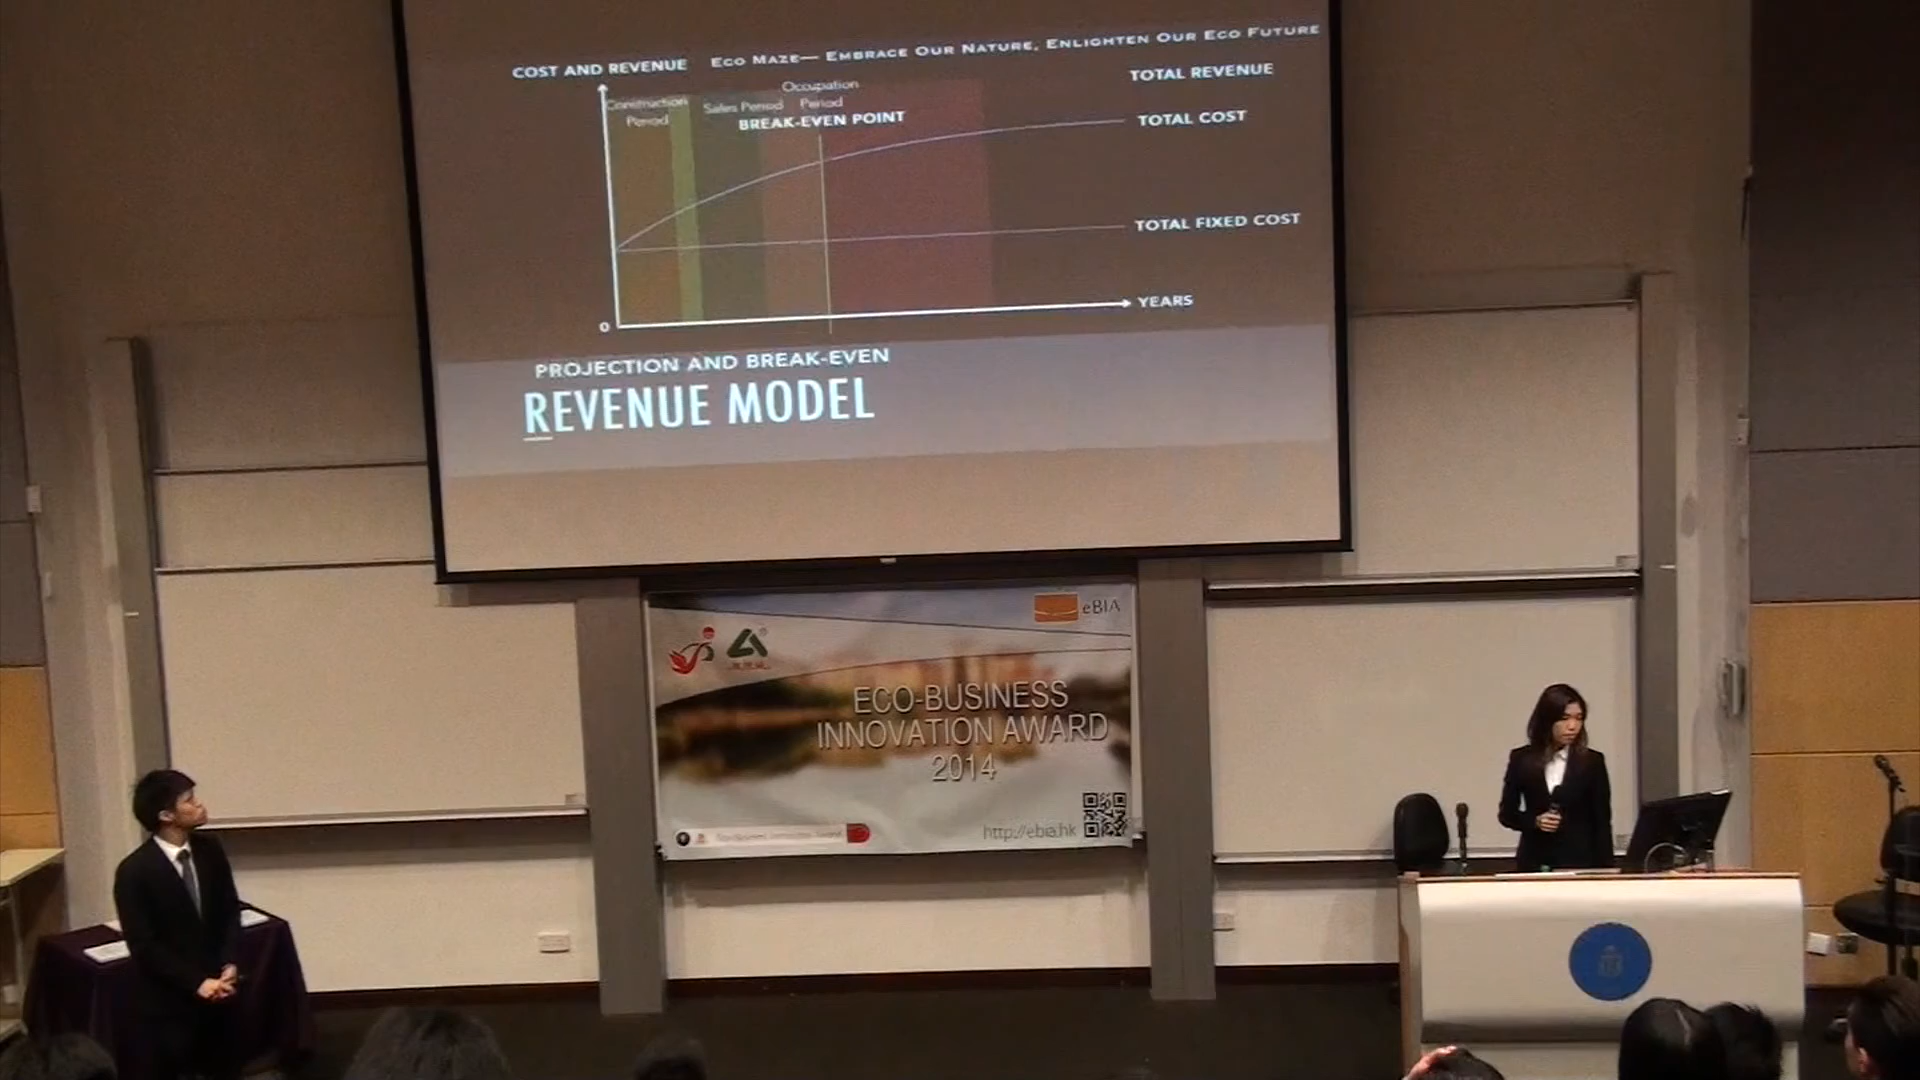 ECO MAZE— EMBRACE OUR NATURE, ENLIGHTEN OUR ECO FUTURE
COST AND REVENUE
TOTAL REVENUE
Construction
Period
Sales Period
Occupation
Period
BREAK-EVEN POINT
TOTAL COST
TOTAL FIXED COST
YEARS
0
PROJECTION AND BREAK-EVEN
REVENUE MODEL
eBIA
ECO-BUSINESS
INNOVATION AWARD
2014
http://ebia.hk